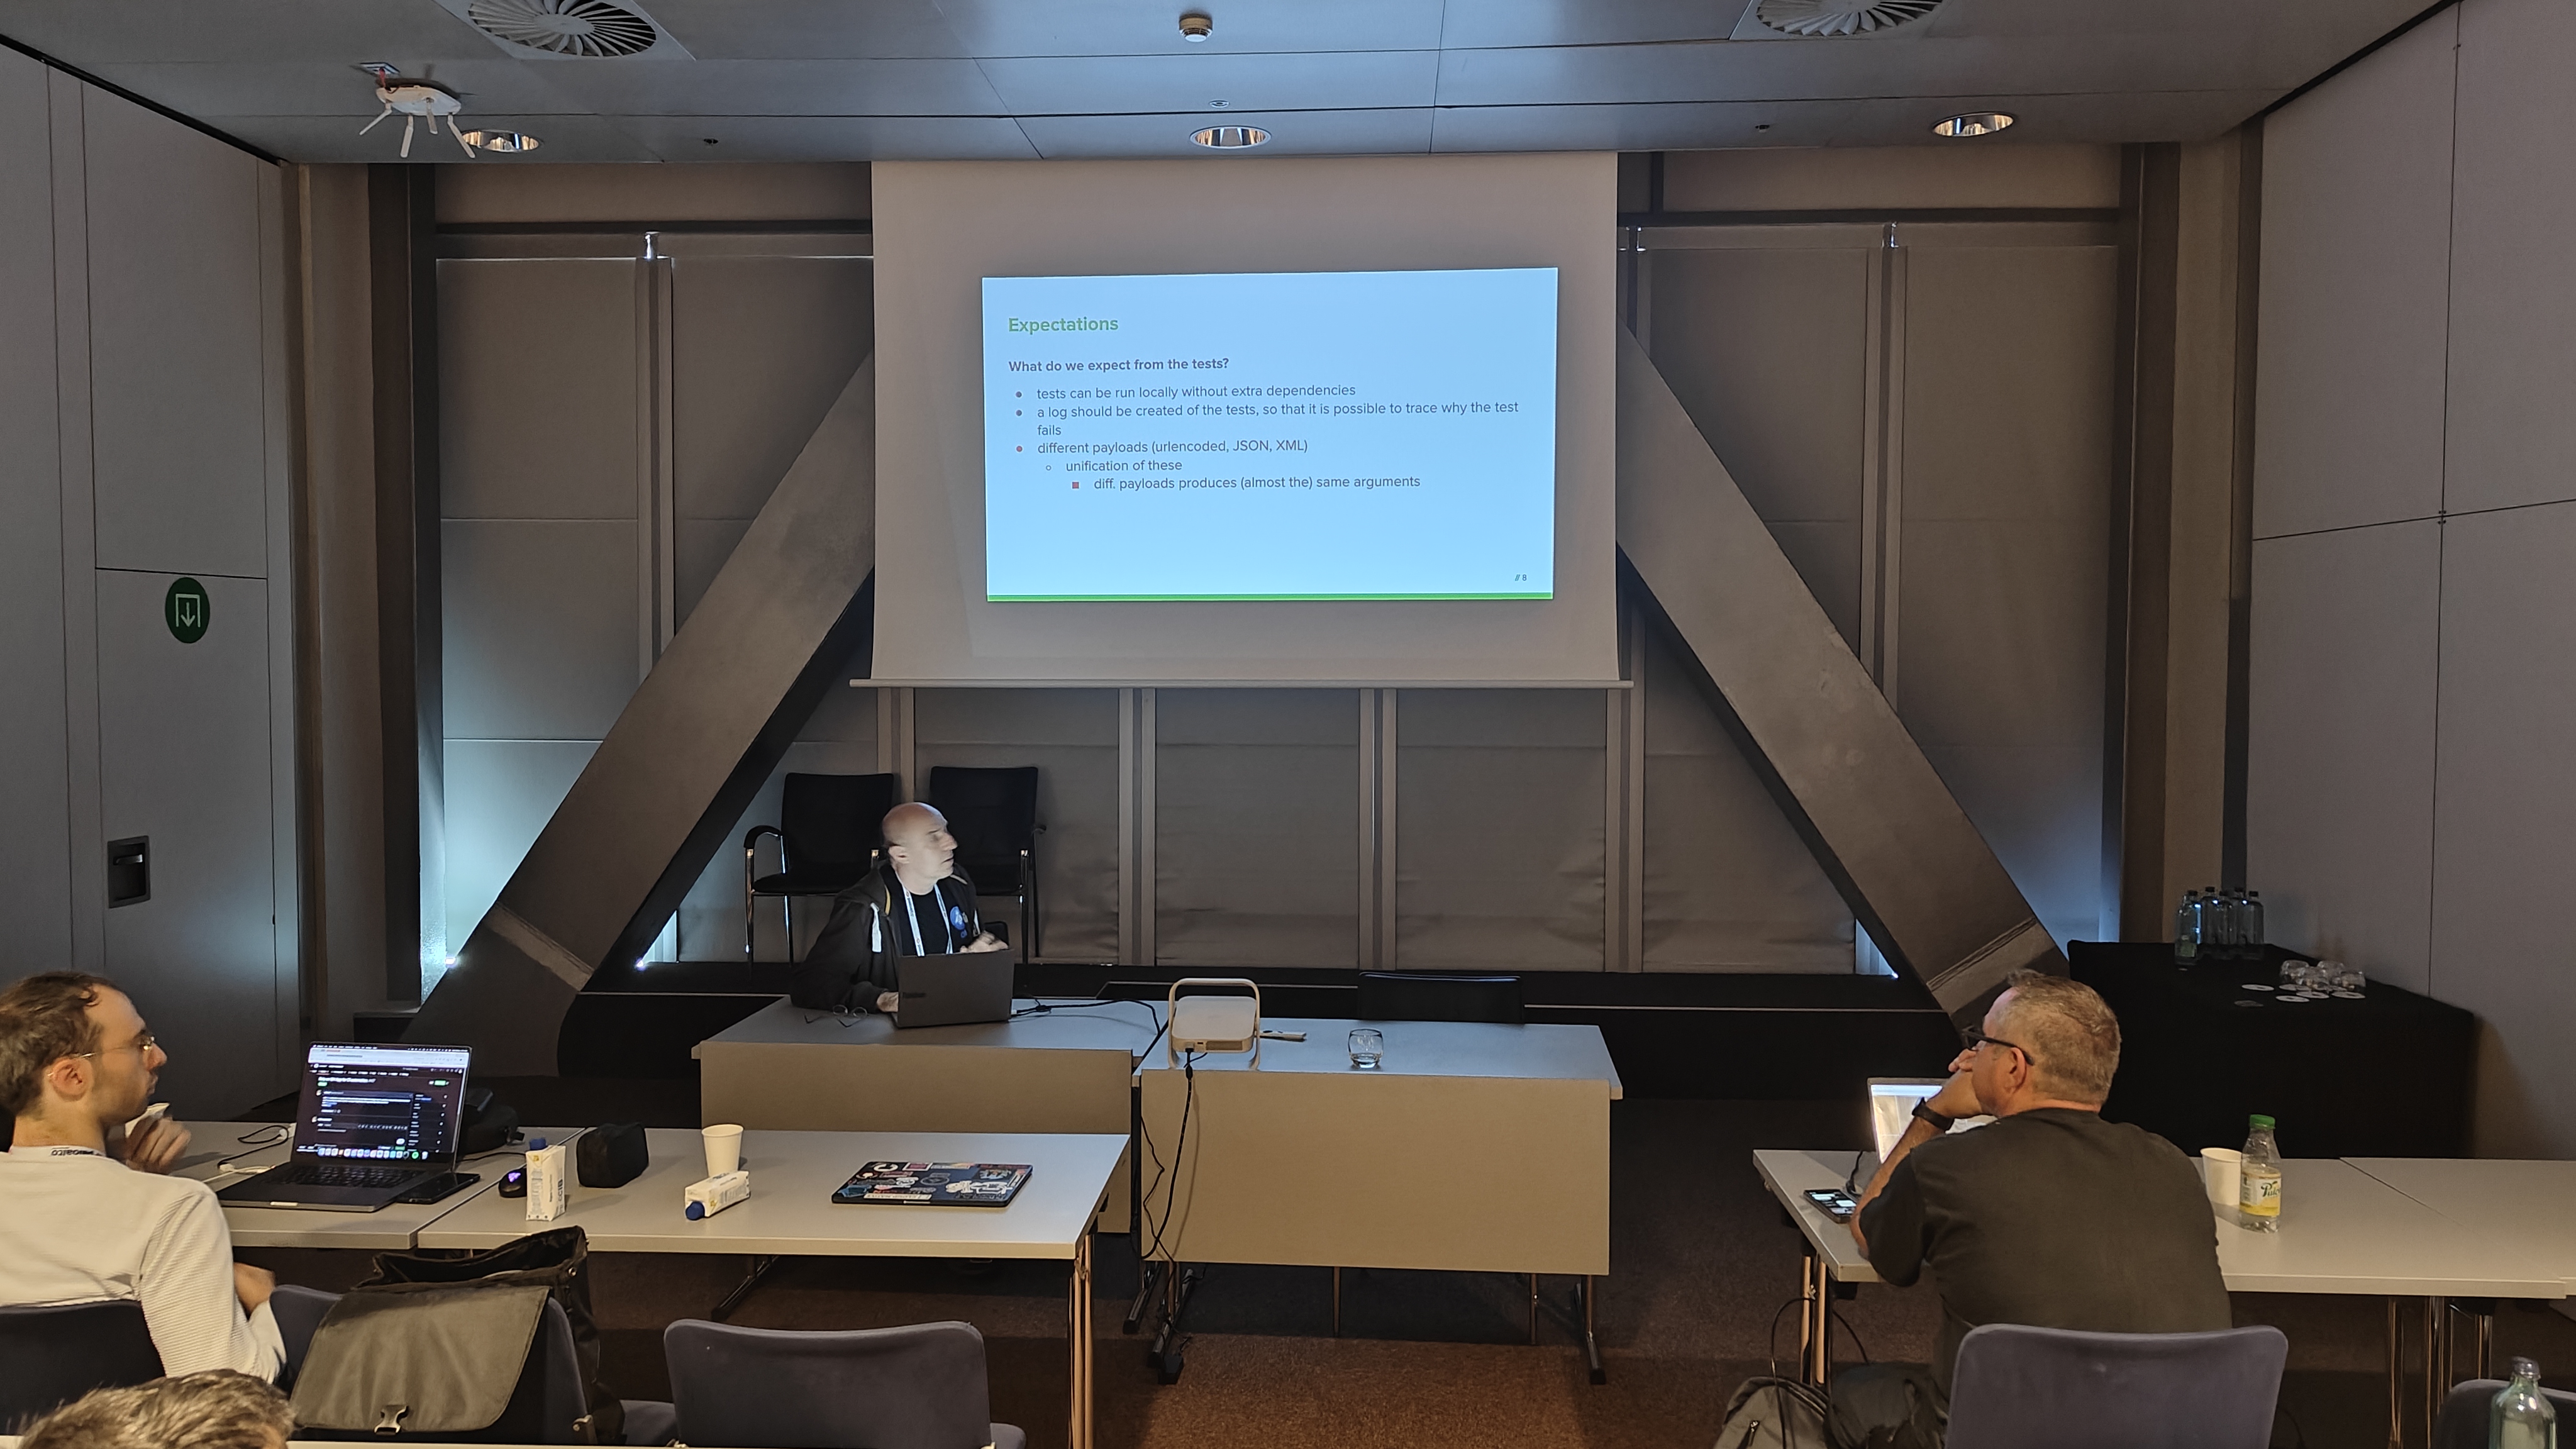 Expectations
What do we expect from the tests?
● tests can be run locally without extra dependencies
● a log should be created of the tests, so that it is possible to trace why the test
fails
● different payloads (urlencoded, JSON, XML)
○ unification of these
■ diff. payloads produces (almost the) same arguments
// 8